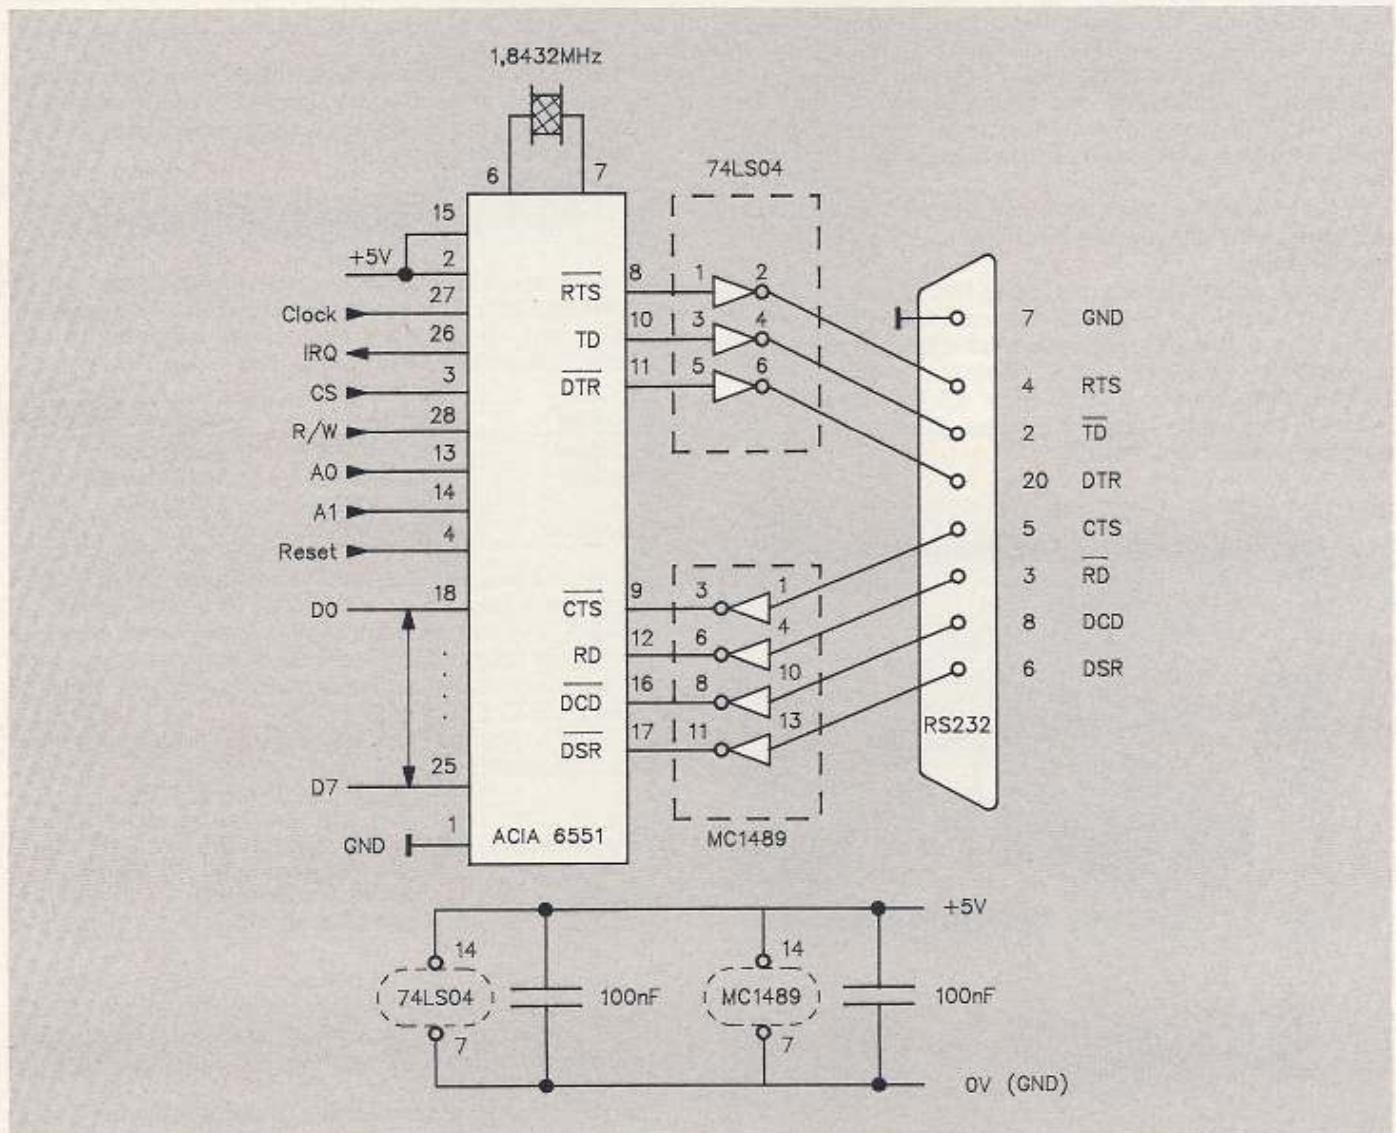 1,8432MHz
6 7
74LS04
15
+5V 2
27
Clock
26
IRQ
3
CS
28
R/W
13
A0
14
A1
4
Reset
18
D0
25
D7
1
GND
RTS 8 1 2
TD 10 3 4
DTR 11 5 6
CTS 9 3 1
RD 12 6 4
DCD 16 8 10
DSR 17 11 13
ACIA 6551
MC1489
7 GND
4 RTS
2 TD
20 DTR
5 CTS
3 RD
8 DCD
6 DSR
RS232
+5V
14 14
74LS04 100nF MC1489 100nF
7 7
0V (GND)